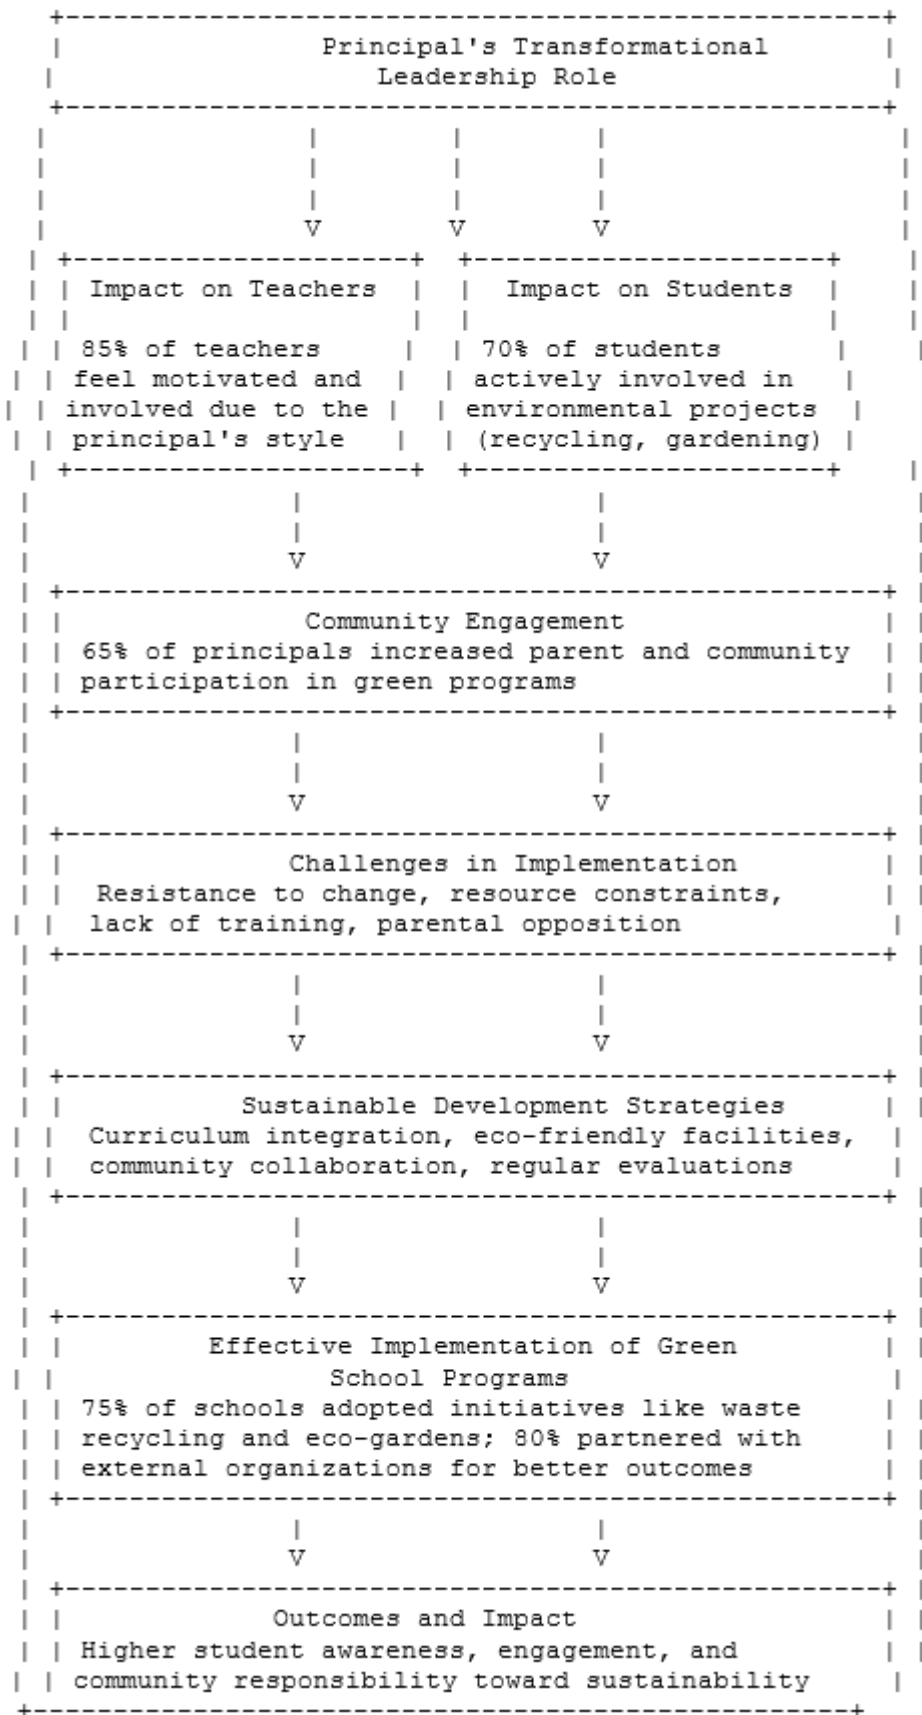 Principal's Transformational
Leadership Role
Impact on Teachers
85% of teachers
feel motivated and
involved due to the
principal's style
Impact on Students
70% of students
actively involved in
environmental projects
(recycling, gardening)
Community Engagement
65% of principals increased parent and community
participation in green programs
Challenges in Implementation
Resistance to change, resource constraints,
lack of training, parental opposition
Sustainable Development Strategies
Curriculum integration, eco-friendly facilities,
community collaboration, regular evaluations
Effective Implementation of Green
School Programs
75% of schools adopted initiatives like waste
recycling and eco-gardens; 80% partnered with
external organizations for better outcomes
Outcomes and Impact
Higher student awareness, engagement, and
community responsibility toward sustainability